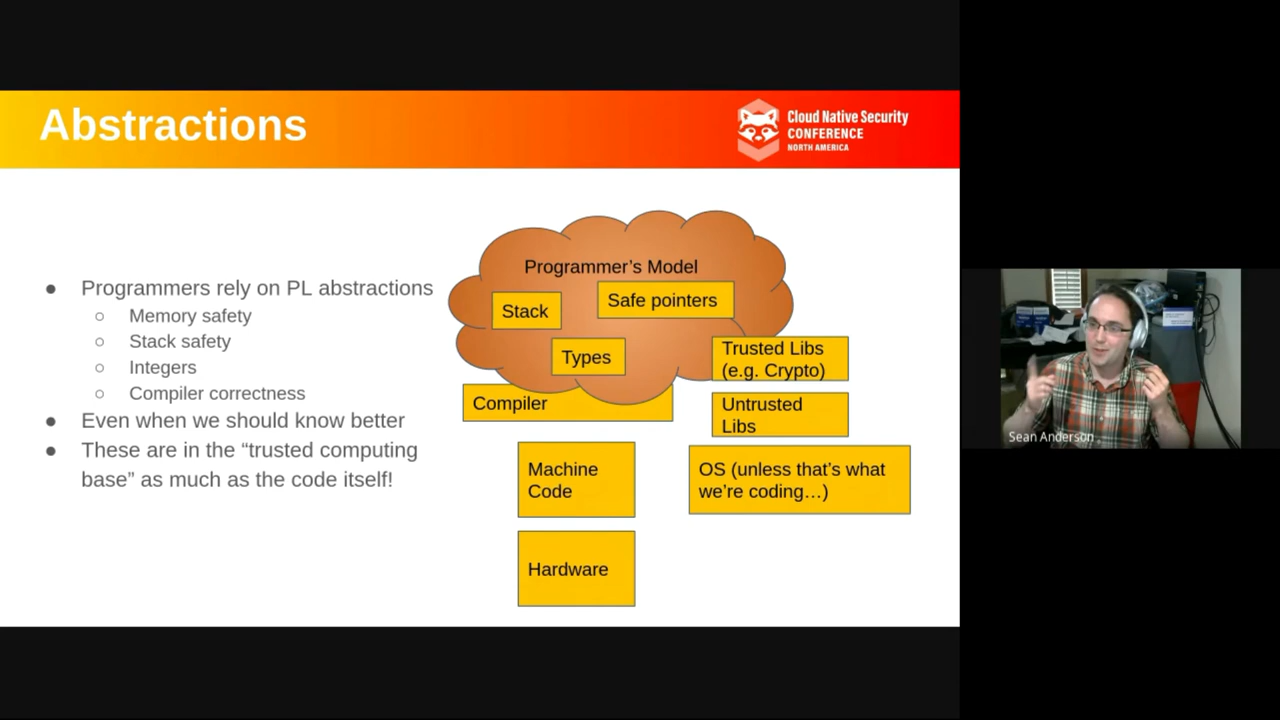 Abstractions
Cloud Native Security
CONFERENCE
NORTH AMERICA
● Programmers rely on PL abstractions
○ Memory safety
○ Stack safety
○ Integers
○ Compiler correctness
● Even when we should know better
● These are in the “trusted computing
base” as much as the code itself!
Programmer’s Model
Stack
Safe pointers
Types
Compiler
Trusted Libs
(e.g. Crypto)
Untrusted
Libs
Machine
Code
OS (unless that’s what
we’re coding…)
Hardware
Sean Anderson